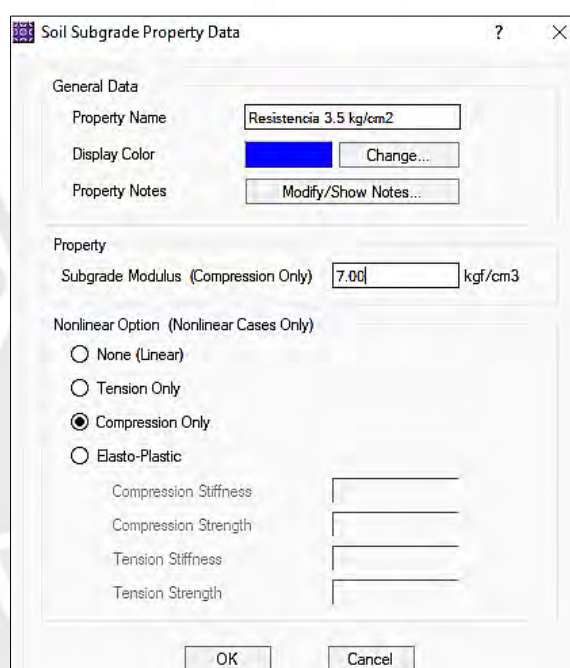 Soil Subgrade Property Data ?
General Data
Property Name Resistencia 3.5 kg/cm2
Display Color Change...
Property Notes Modify/Show Notes...
Property
Subgrade Modulus (Compression Only) 7.00 kgf/cm3
Nonlinear Option (Nonlinear Cases Only)
None (Linear)
Tension Only
Compression Only
Elasto-Plastic
Compression Stiffness
Compression Strength
Tension Stiffness
Tension Strength
OK Cancel